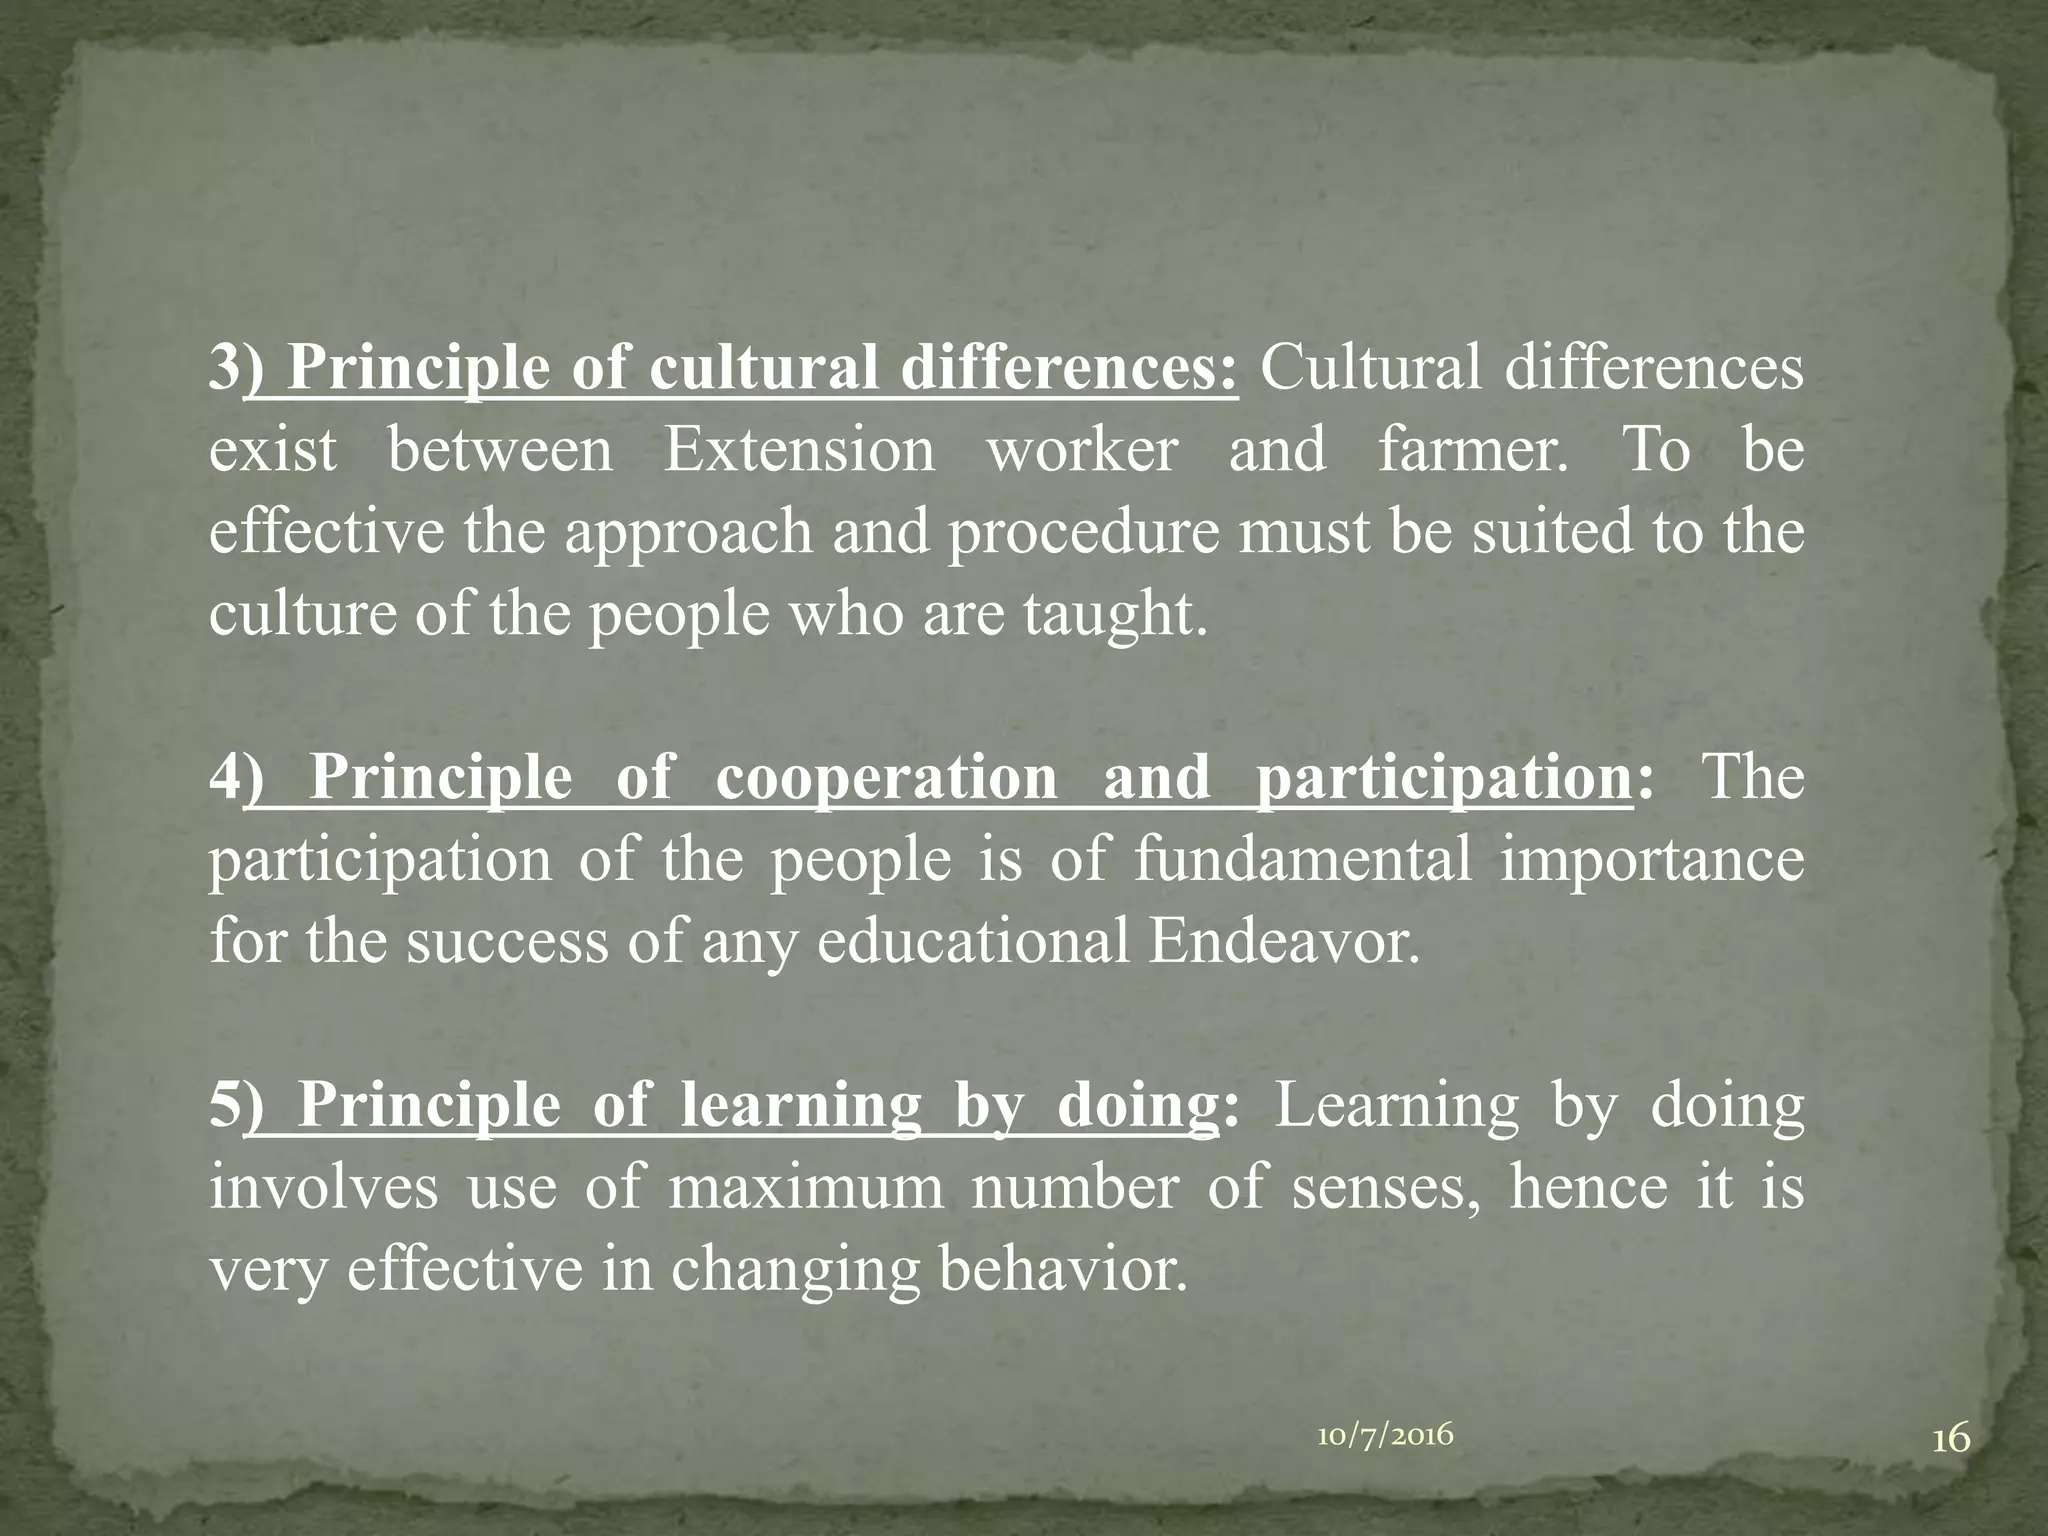 3) Principle of cultural differences: Cultural differences
exist between Extension worker and farmer. To be
effective the approach and procedure must be suited to the
culture of the people who are taught.
4) Principle of cooperation and participation: The
participation of the people is of fundamental importance
for the success of any educational Endeavor.
5) Principle of learning by doing: Learning by doing
involves use of maximum number of senses, hence it is
very effective in changing behavior.
10/7/2016
16